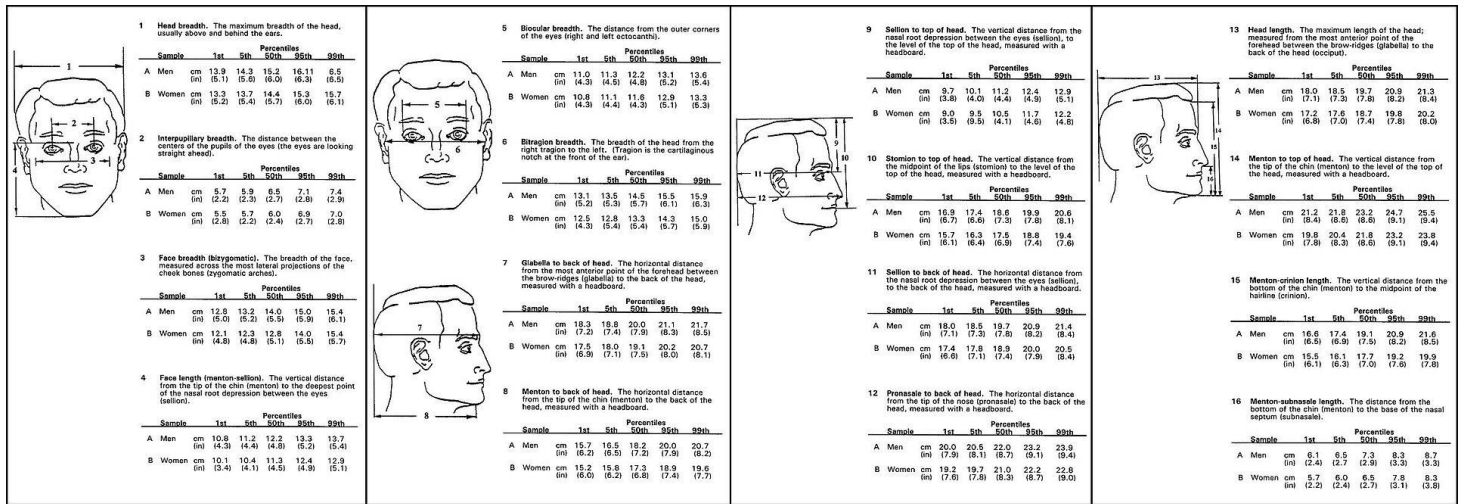 1 Head breadth. The maximum breadth of the head,
usually above and behind the ears.
Percentiles
Sample 1st 5th 50th 95th 99th
A Men cm 13.9 14.3 15.2 16.11 6.5
(in) (5.1) (5.6) (6.0) (6.3) (6.5)
B Women cm 13.3 13.7 14.4 15.3 15.7
(in) (5.2) (5.4) (5.7) (6.0) (6.1)
1
2
3
4
2 Interpupillary breadth. The distance between the
centers of the pupils of the eyes (the eyes are looking
straight ahead).
Percentiles
Sample 1st 5th 50th 95th 99th
A Men cm 5.7 5.9 6.5 7.1 7.4
(in) (2.2) (2.3) (2.7) (2.8) (2.9)
B Women cm 5.5 5.7 6.0 6.9 7.0
(in) (2.8) (2.2) (2.4) (2.7) (2.8)
3 Face breadth (bizygomatic). The breadth of the face,
measured across the most lateral projections of the
cheek bones (zygomatic arches).
Percentiles
Sample 1st 5th 50th 95th 99th
A Men cm 12.8 13.2 14.0 15.0 15.4
(in) (5.0) (5.2) (5.5) (5.9) (6.1)
B Women cm 12.1 12.3 12.8 14.0 15.4
(in) (4.8) (4.8) (5.1) (5.5) (5.7)
4 Face length (menton-sellion). The vertical distance
from the tip of the chin (menton) to the deepest point
of the nasal root depression between the eyes
(sellion).
Percentiles
Sample 1st 5th 50th 95th 99th
A Men cm 10.8 11.2 12.2 13.3 13.7
(in) (4.3) (4.4) (4.8) (5.2) (5.4)
B Women cm 10.1 10.4 11.3 12.4 12.9
(in) (3.4) (4.1) (4.5) (4.9) (5.1)
5 Biocular breadth. The distance from the outer corners
of the eyes (right and left ectocanthi).
Percentiles
Sample 1st 5th 50th 95th 99th
A Men cm 11.0 11.3 12.2 13.1 13.6
(in) (4.3) (4.5) (4.8) (5.2) (5.4)
B Women cm 10.8 11.1 11.6 12.9 13.3
(in) (4.3) (4.4) (4.3) (5.1) (5.3)
5
6
6 Bitragion breadth. The breadth of the head from the
right tragion to the left. (Tragion is the cartilaginous
notch at the front of the ear).
Percentiles
Sample 1st 5th 50th 95th 99th
A Men cm 13.1 13.5 14.5 15.5 15.9
(in) (5.2) (5.3) (5.7) (6.1) (6.3)
B Women cm 12.5 12.8 13.3 14.3 15.0
(in) (4.3) (5.4) (5.4) (5.7) (5.9)
7 Glabella to back of head. The horizontal distance
from the most anterior point of the forehead between
the brow-ridges (glabella) to the back of the head,
measured with a headboard.
Percentiles
Sample 1st 5th 50th 95th 99th
A Men cm 18.3 18.8 20.0 21.1 21.7
(in) (7.2) (7.4) (7.9) (8.3) (8.5)
B Women cm 17.5 18.0 19.1 20.2 20.7
(in) (6.9) (7.1) (7.5) (8.0) (8.1)
7
8
8 Menton to back of head. The horizontal distance
from the tip of the chin (menton) to the back of the
head, measured with a headboard.
Percentiles
Sample 1st 5th 50th 95th 99th
A Men cm 15.7 16.5 18.2 20.0 20.7
(in) (6.2) (6.5) (7.2) (7.9) (8.2)
B Women cm 15.2 15.8 17.3 18.9 19.6
(in) (6.0) (6.2) (6.8) (7.4) (7.7)
9 Sellion to top of head. The vertical distance from the
nasal root depression between the eyes (sellion), to
the level of the top of the head, measured with a
headboard.
Percentiles
Sample 1st 5th 50th 95th 99th
A Men cm 9.7 10.1 11.2 12.4 12.9
(in) (3.8) (4.0) (4.4) (4.9) (5.1)
B Women cm 9.0 9.5 10.5 11.7 12.2
(in) (3.5) (9.5) (4.1) (4.6) (4.8)
9
10
11
12
10 Stomion to top of head. The vertical distance from
the midpoint of the lips (stomion) to the level of the
top of the head, measured with a headboard.
Percentiles
Sample 1st 5th 50th 95th 99th
A Men cm 16.9 17.4 18.6 19.9 20.6
(in) (6.7) (6.6) (7.3) (7.8) (8.1)
B Women cm 15.7 16.3 17.5 18.8 19.4
(in) (6.1) (6.4) (6.9) (7.4) (7.6)
11 Sellion to back of head. The horizontal distance from
the nasal root depression between the eyes (sellion),
to the back of the head, measured with a headboard.
Percentiles
Sample 1st 5th 50th 95th 99th
A Men cm 18.0 18.5 19.7 20.9 21.4
(in) (7.1) (7.3) (7.8) (8.2) (8.4)
B Women cm 17.4 17.8 18.9 20.0 20.5
(in) (6.6) (7.1) (7.4) (7.9) (8.4)
12 Pronasale to back of head. The horizontal distance
from the tip of the nose (pronasale) to the back of the
head, measured with a headboard.
Percentiles
Sample 1st 5th 50th 95th 99th
A Men cm 20.0 20.5 22.0 23.2 23.9
(in) (7.9) (8.1) (8.7) (9.1) (9.4)
B Women cm 19.2 19.7 21.0 22.2 22.8
(in) (7.6) (7.8) (8.3) (8.7) (9.0)
13 Head length. The maximum length of the head;
measured from the most anterior point of the
forehead between the brow-ridges (glabella) to the
back of the head (occiput).
Percentiles
Sample 1st 5th 50th 95th 99th
A Men cm 18.0 18.5 19.7 20.9 21.3
(in) (7.1) (7.3) (7.8) (8.2) (8.4)
B Women cm 17.2 17.6 18.7 19.8 20.2
(in) (6.8) (7.0) (7.4) (7.8) (8.0)
13
14
15
16
14 Menton to top of head. The vertical distance from
the tip of the chin (menton) to the level of the top of
the head, measured with a headboard.
Percentiles
Sample 1st 5th 50th 95th 99th
A Men cm 21.2 21.8 23.2 24.7 25.5
(in) (8.4) (8.6) (8.6) (9.1) (9.4)
B Women cm 19.8 20.4 21.8 23.2 23.8
(in) (7.8) (8.3) (8.6) (9.1) (9.4)
15 Menton-crinion length. The vertical distance from the
bottom of the chin (menton) to the midpoint of the
hairline (crinion).
Percentiles
Sample 1st 5th 50th 95th 99th
A Men cm 16.6 17.4 19.1 20.9 21.6
(in) (6.5) (6.9) (7.5) (8.2) (8.5)
B Women cm 15.5 16.1 17.7 19.2 19.9
(in) (6.1) (6.3) (7.0) (7.6) (7.8)
16 Menton-subnasale length. The distance from the
bottom of the chin (menton) to the base of the nasal
septum (subnasale).
Percentiles
Sample 1st 5th 50th 95th 99th
A Men cm 6.1 6.5 7.3 8.3 8.7
(in) (2.4) (2.7 (2.9) (3.3) (3.3)
B Women cm 5.7 6.0 6.5 7.8 8.3
(in) (2.2) (2.4) (2.7) (3.1) (3.8)